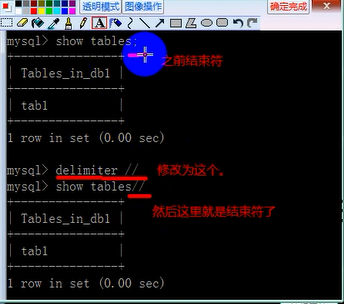 透明模式 图像操作 确定完成
A
mysql> show tables;
之前结束符
| Tables_in_db1 |
| tab1 |
1 row in set (0.00 sec)
mysql> delimiter // 修改为这个。
mysql> show tables//
然后这里就是结束符了
| Tables_in_db1 |
| tab1 |
1 row in set (0.00 sec)